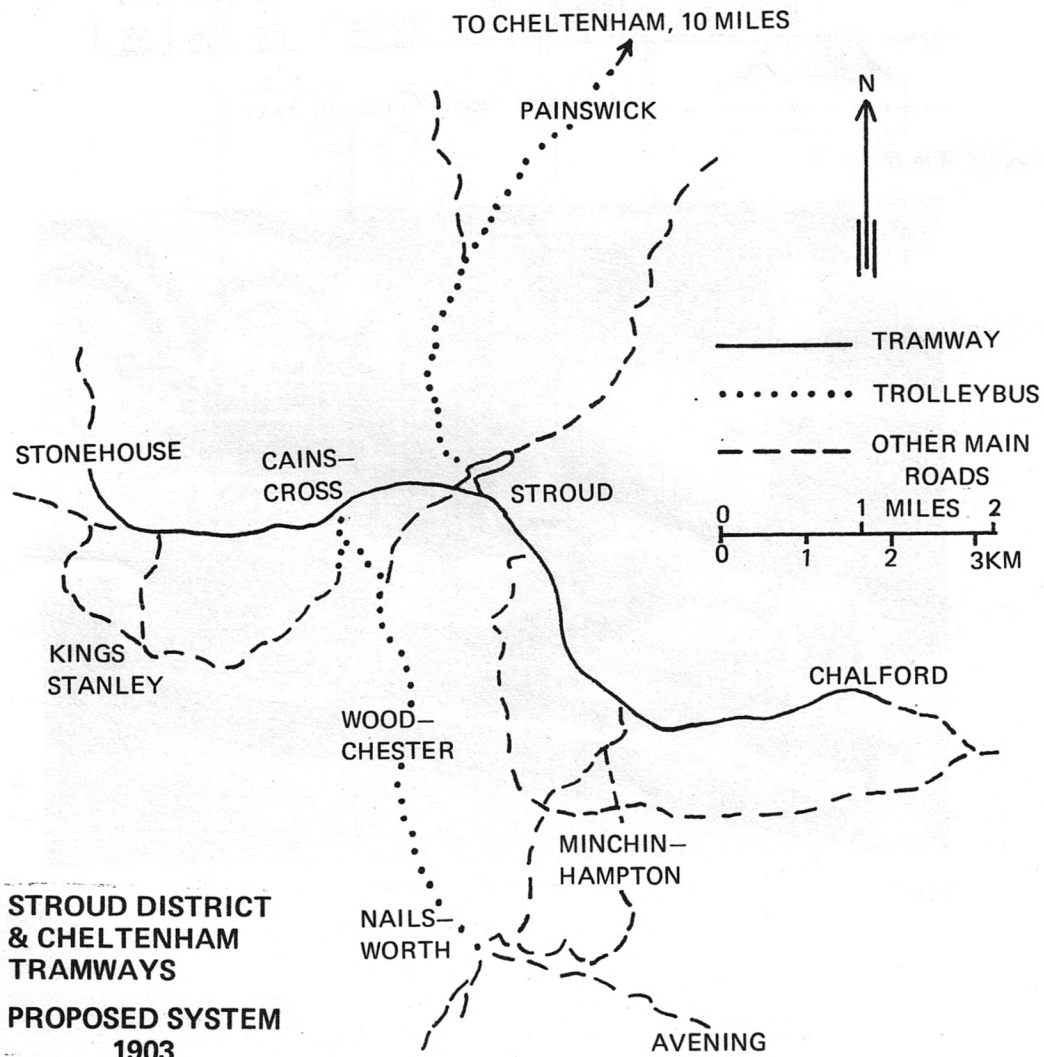 TO CHELTENHAM, 10 MILES
PAINSWICK
N
TRAMWAY
TROLLEYBUS
OTHER MAIN
ROADS
STONEHOUSE
CAINS–
CROSS
STROUD
0 1 MILES 2
0 1 2 3KM
KINGS
STANLEY
CHALFORD
WOOD–
CHESTER
MINCHIN–
HAMPTON
NAILS–
WORTH
AVENING
STROUD DISTRICT
& CHELTENHAM
TRAMWAYS
PROPOSED SYSTEM
1903